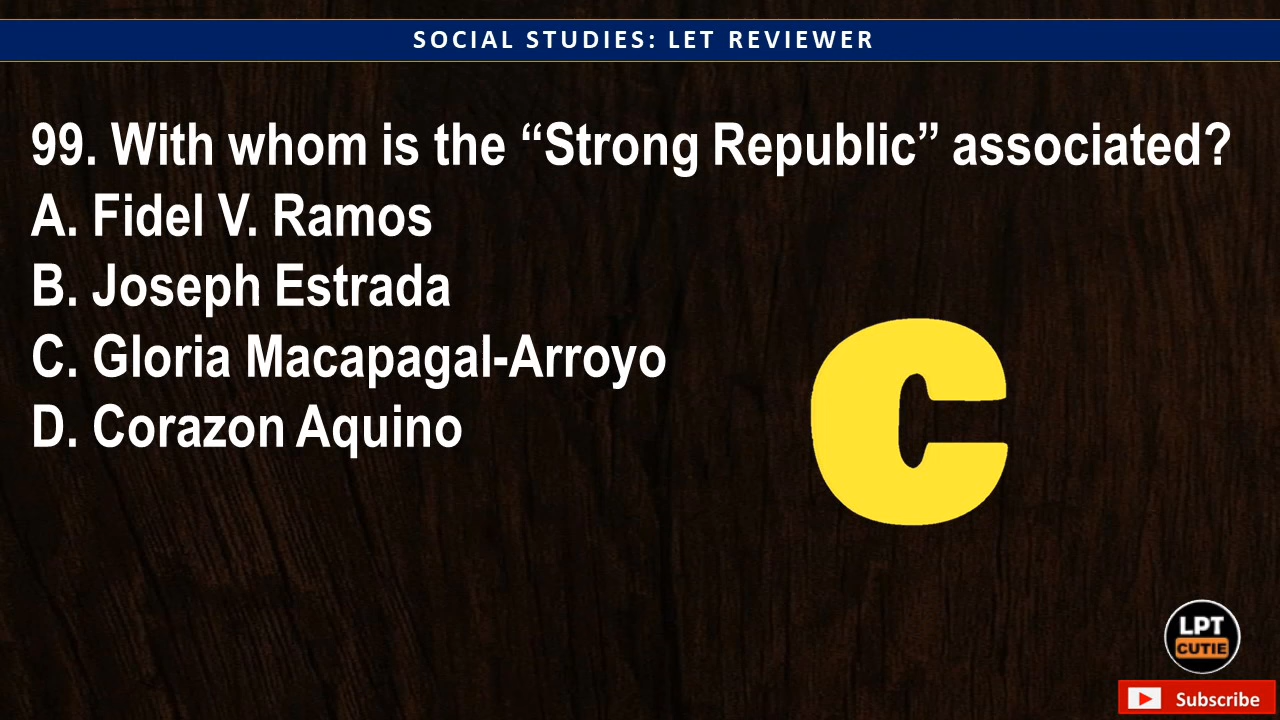 SOCIAL STUDIES: LET REVIEWER
99. With whom is the “Strong Republic” associated?
A. Fidel V. Ramos
B. Joseph Estrada
C. Gloria Macapagal-Arroyo
D. Corazon Aquino
C
LPT
CUTIE
Subscribe